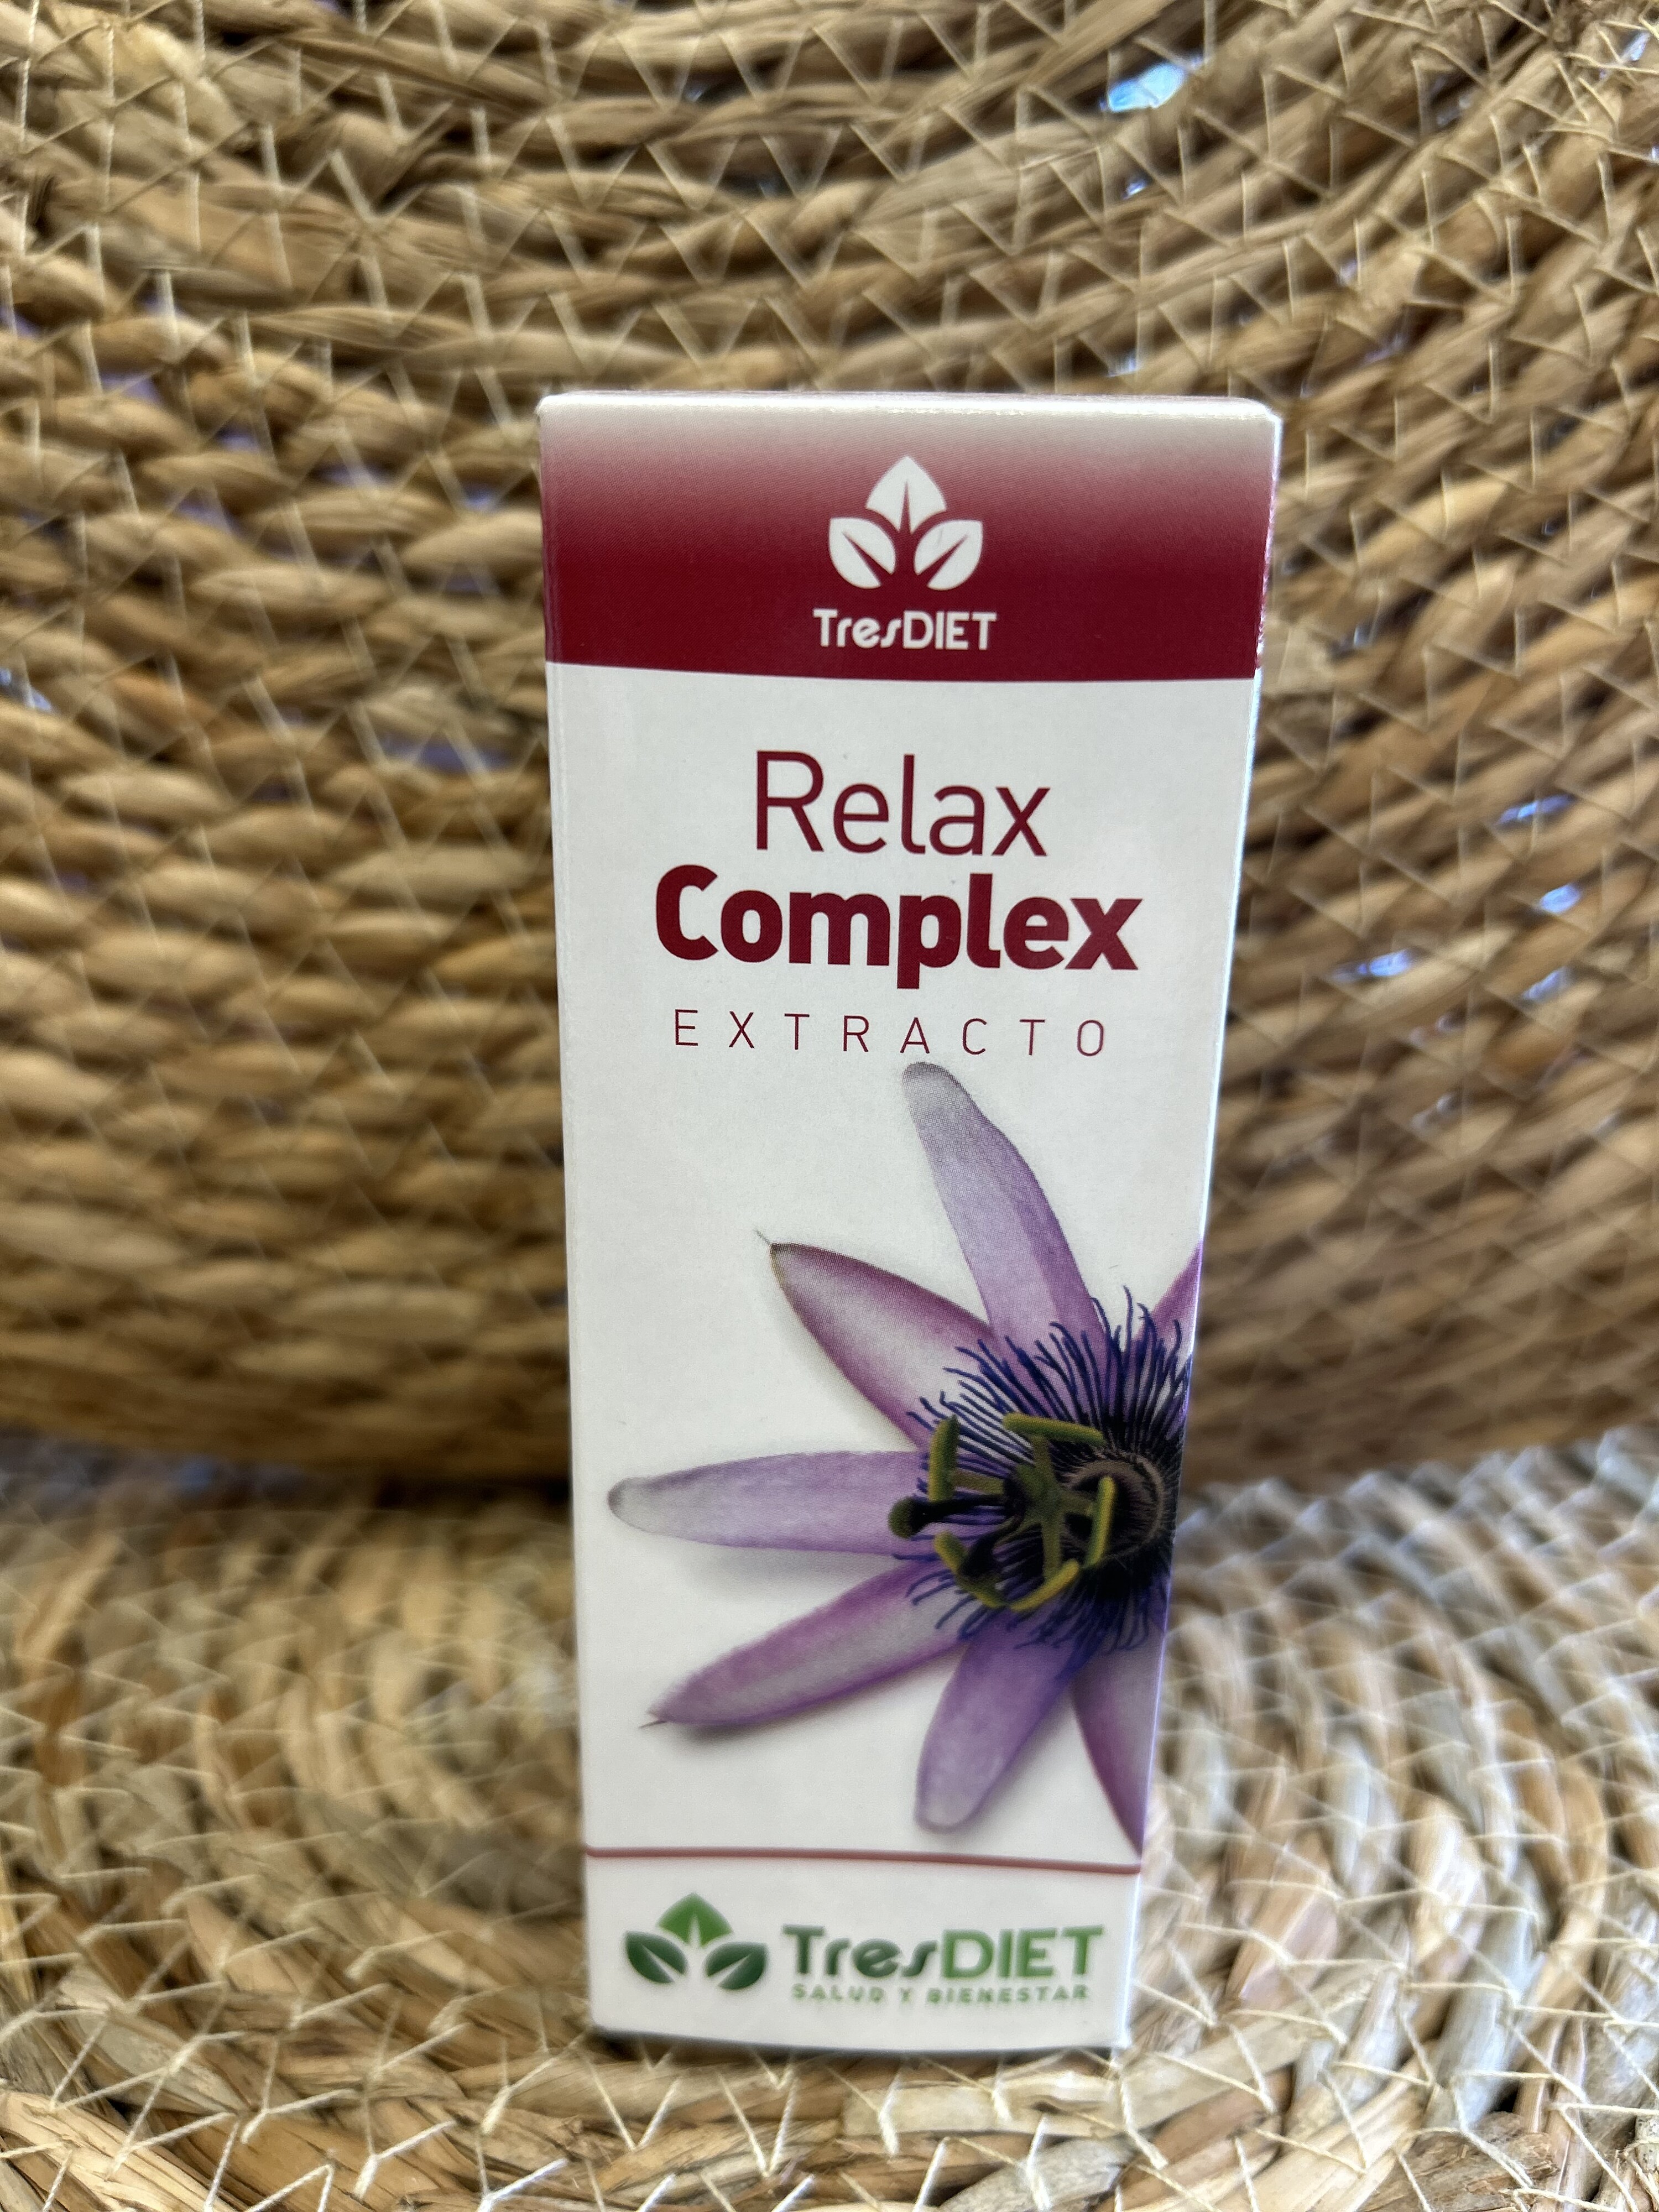 TresDIET
Relax
Complex
EXTRACTO
TresDIET
SALUD Y BIENESTAR